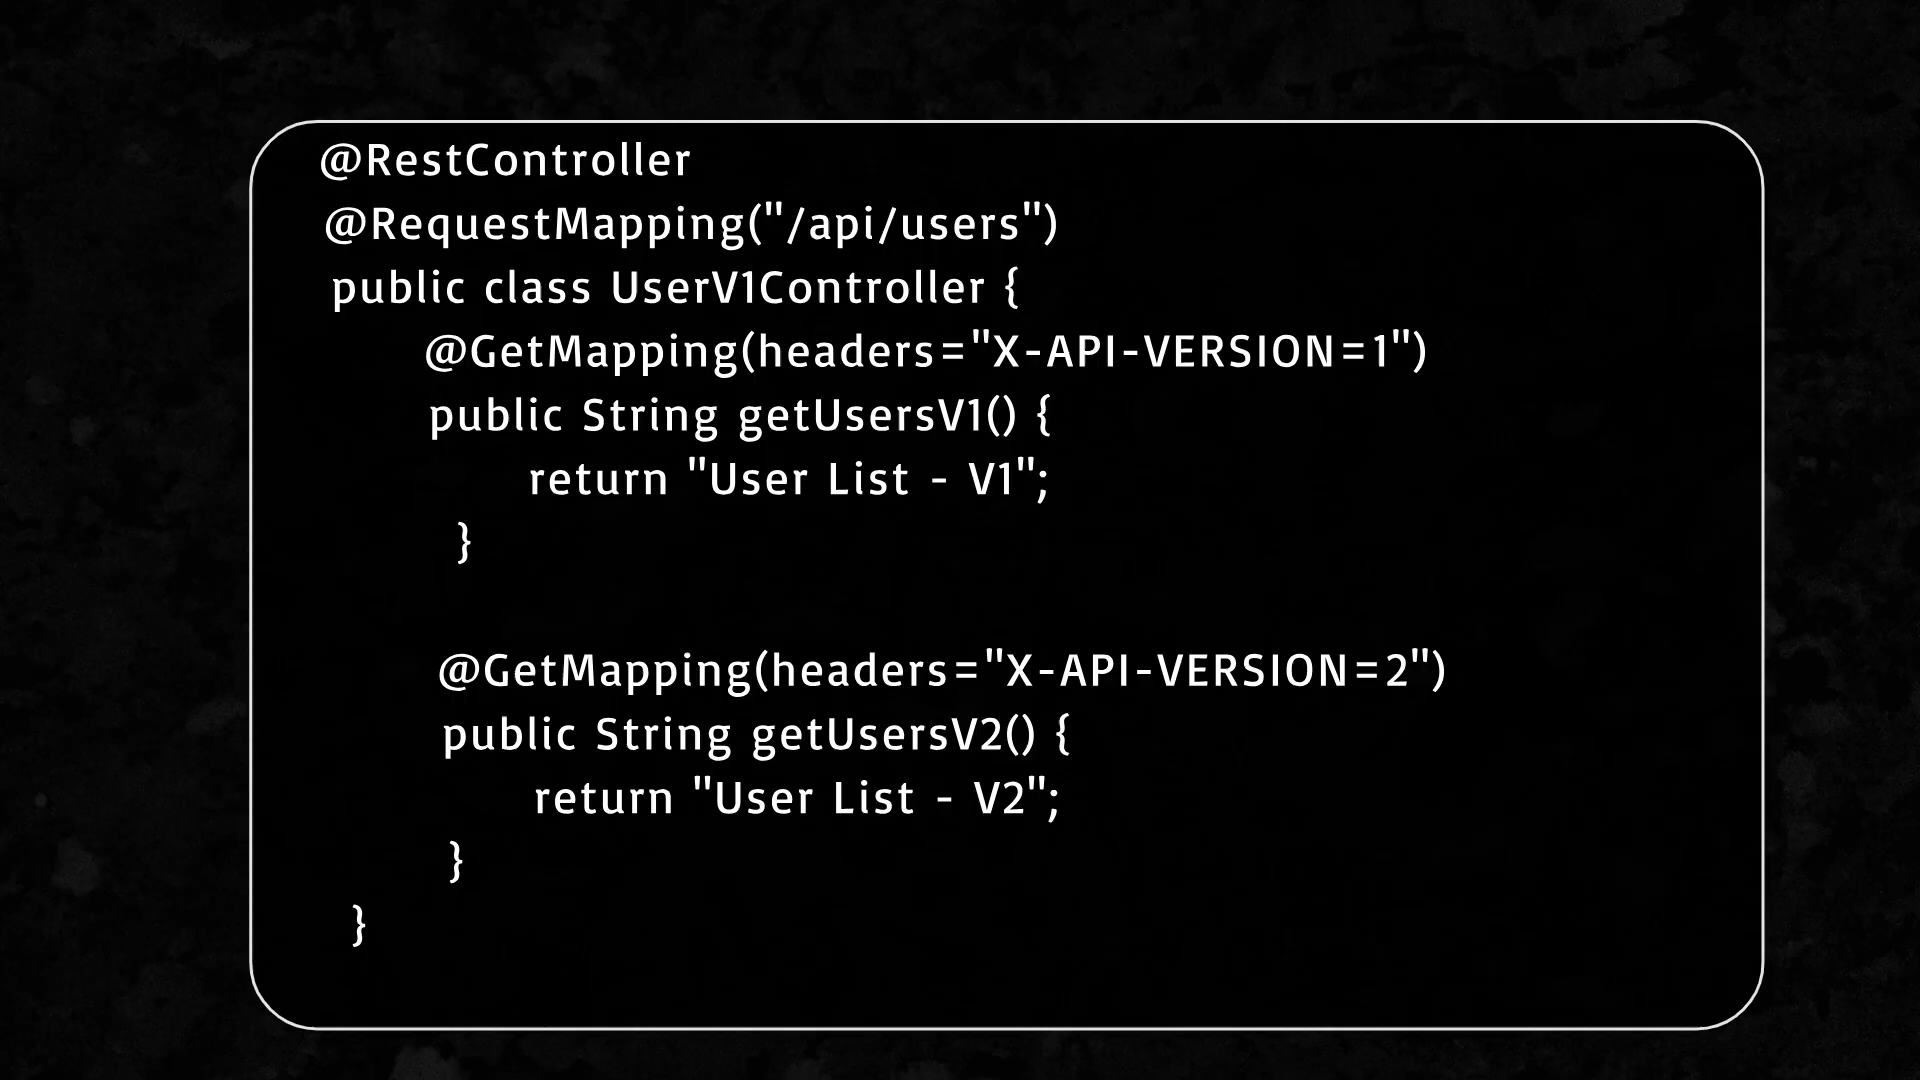 @RestController
@RequestMapping("/api/users")
public class UserV1Controller {
@GetMapping(headers="X-API-VERSION=1")
public String getUsersV1() {
return "User List - V1";
}
@GetMapping(headers="X-API-VERSION=2")
public String getUsersV2() {
return "User List - V2";
}
}